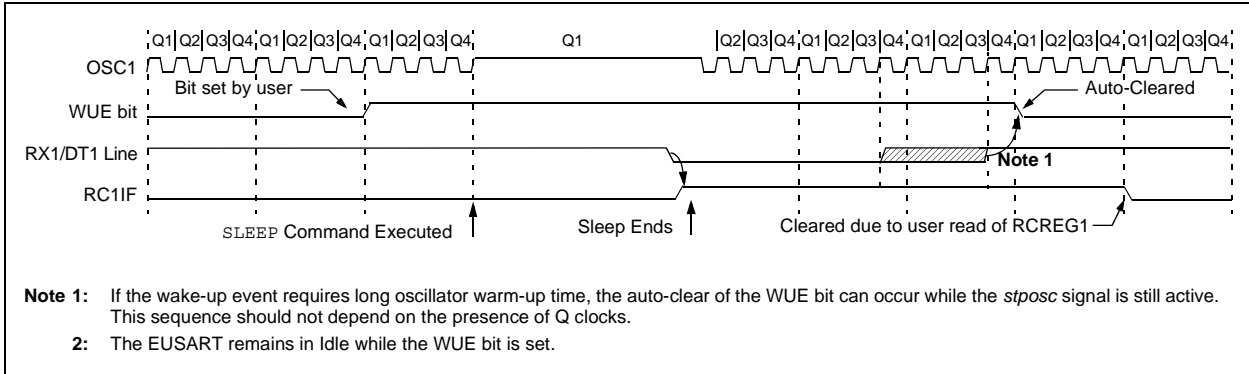 Q1 Q2 Q3 Q4 Q1 Q2 Q3 Q4 Q1 Q2 Q3 Q4 Q1 Q2 Q3 Q4 Q1 Q2 Q3 Q4 Q1 Q2 Q3 Q4 Q1 Q2 Q3 Q4
OSC1
Bit set by user
Auto-Cleared
WUE bit
RX1/DT1 Line
Note 1
RC1IF
SLEEP Command Executed
Sleep Ends
Cleared due to user read of RCREG1
Note 1: If the wake-up event requires long oscillator warm-up time, the auto-clear of the WUE bit can occur while the stposc signal is still active.
This sequence should not depend on the presence of Q clocks.
2: The EUSART remains in Idle while the WUE bit is set.